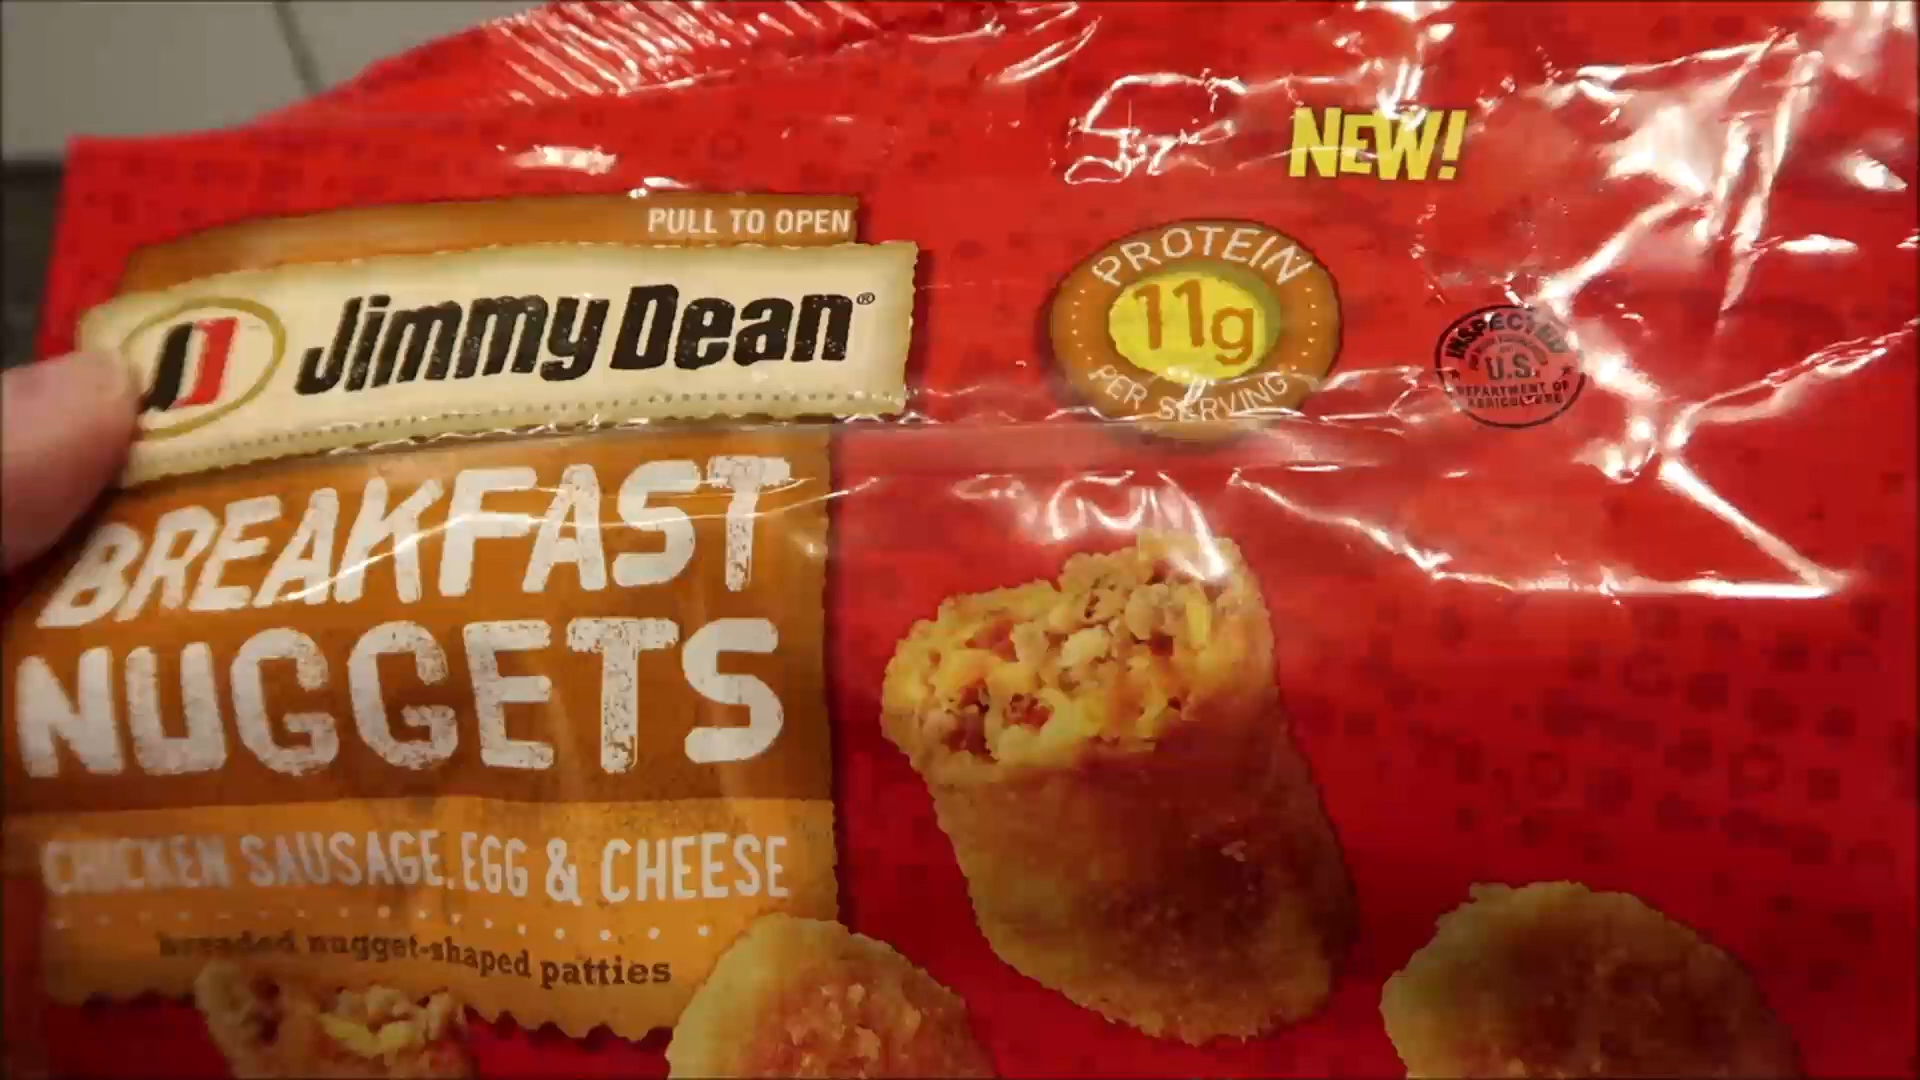 NEW!
PULL TO OPEN
Jimmy Dean®
PROTEIN
11g
PER SERVING
INSPECTED
U.S.
DEPARTMENT OF
AGRICULTURE
BREAKFAST
NUGGETS
CHICKEN SAUSAGE, EGG & CHEESE
breaded nugget-shaped patties